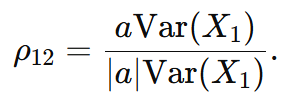 ρ₁₂ = aVar(X₁) / |a|Var(X₁).